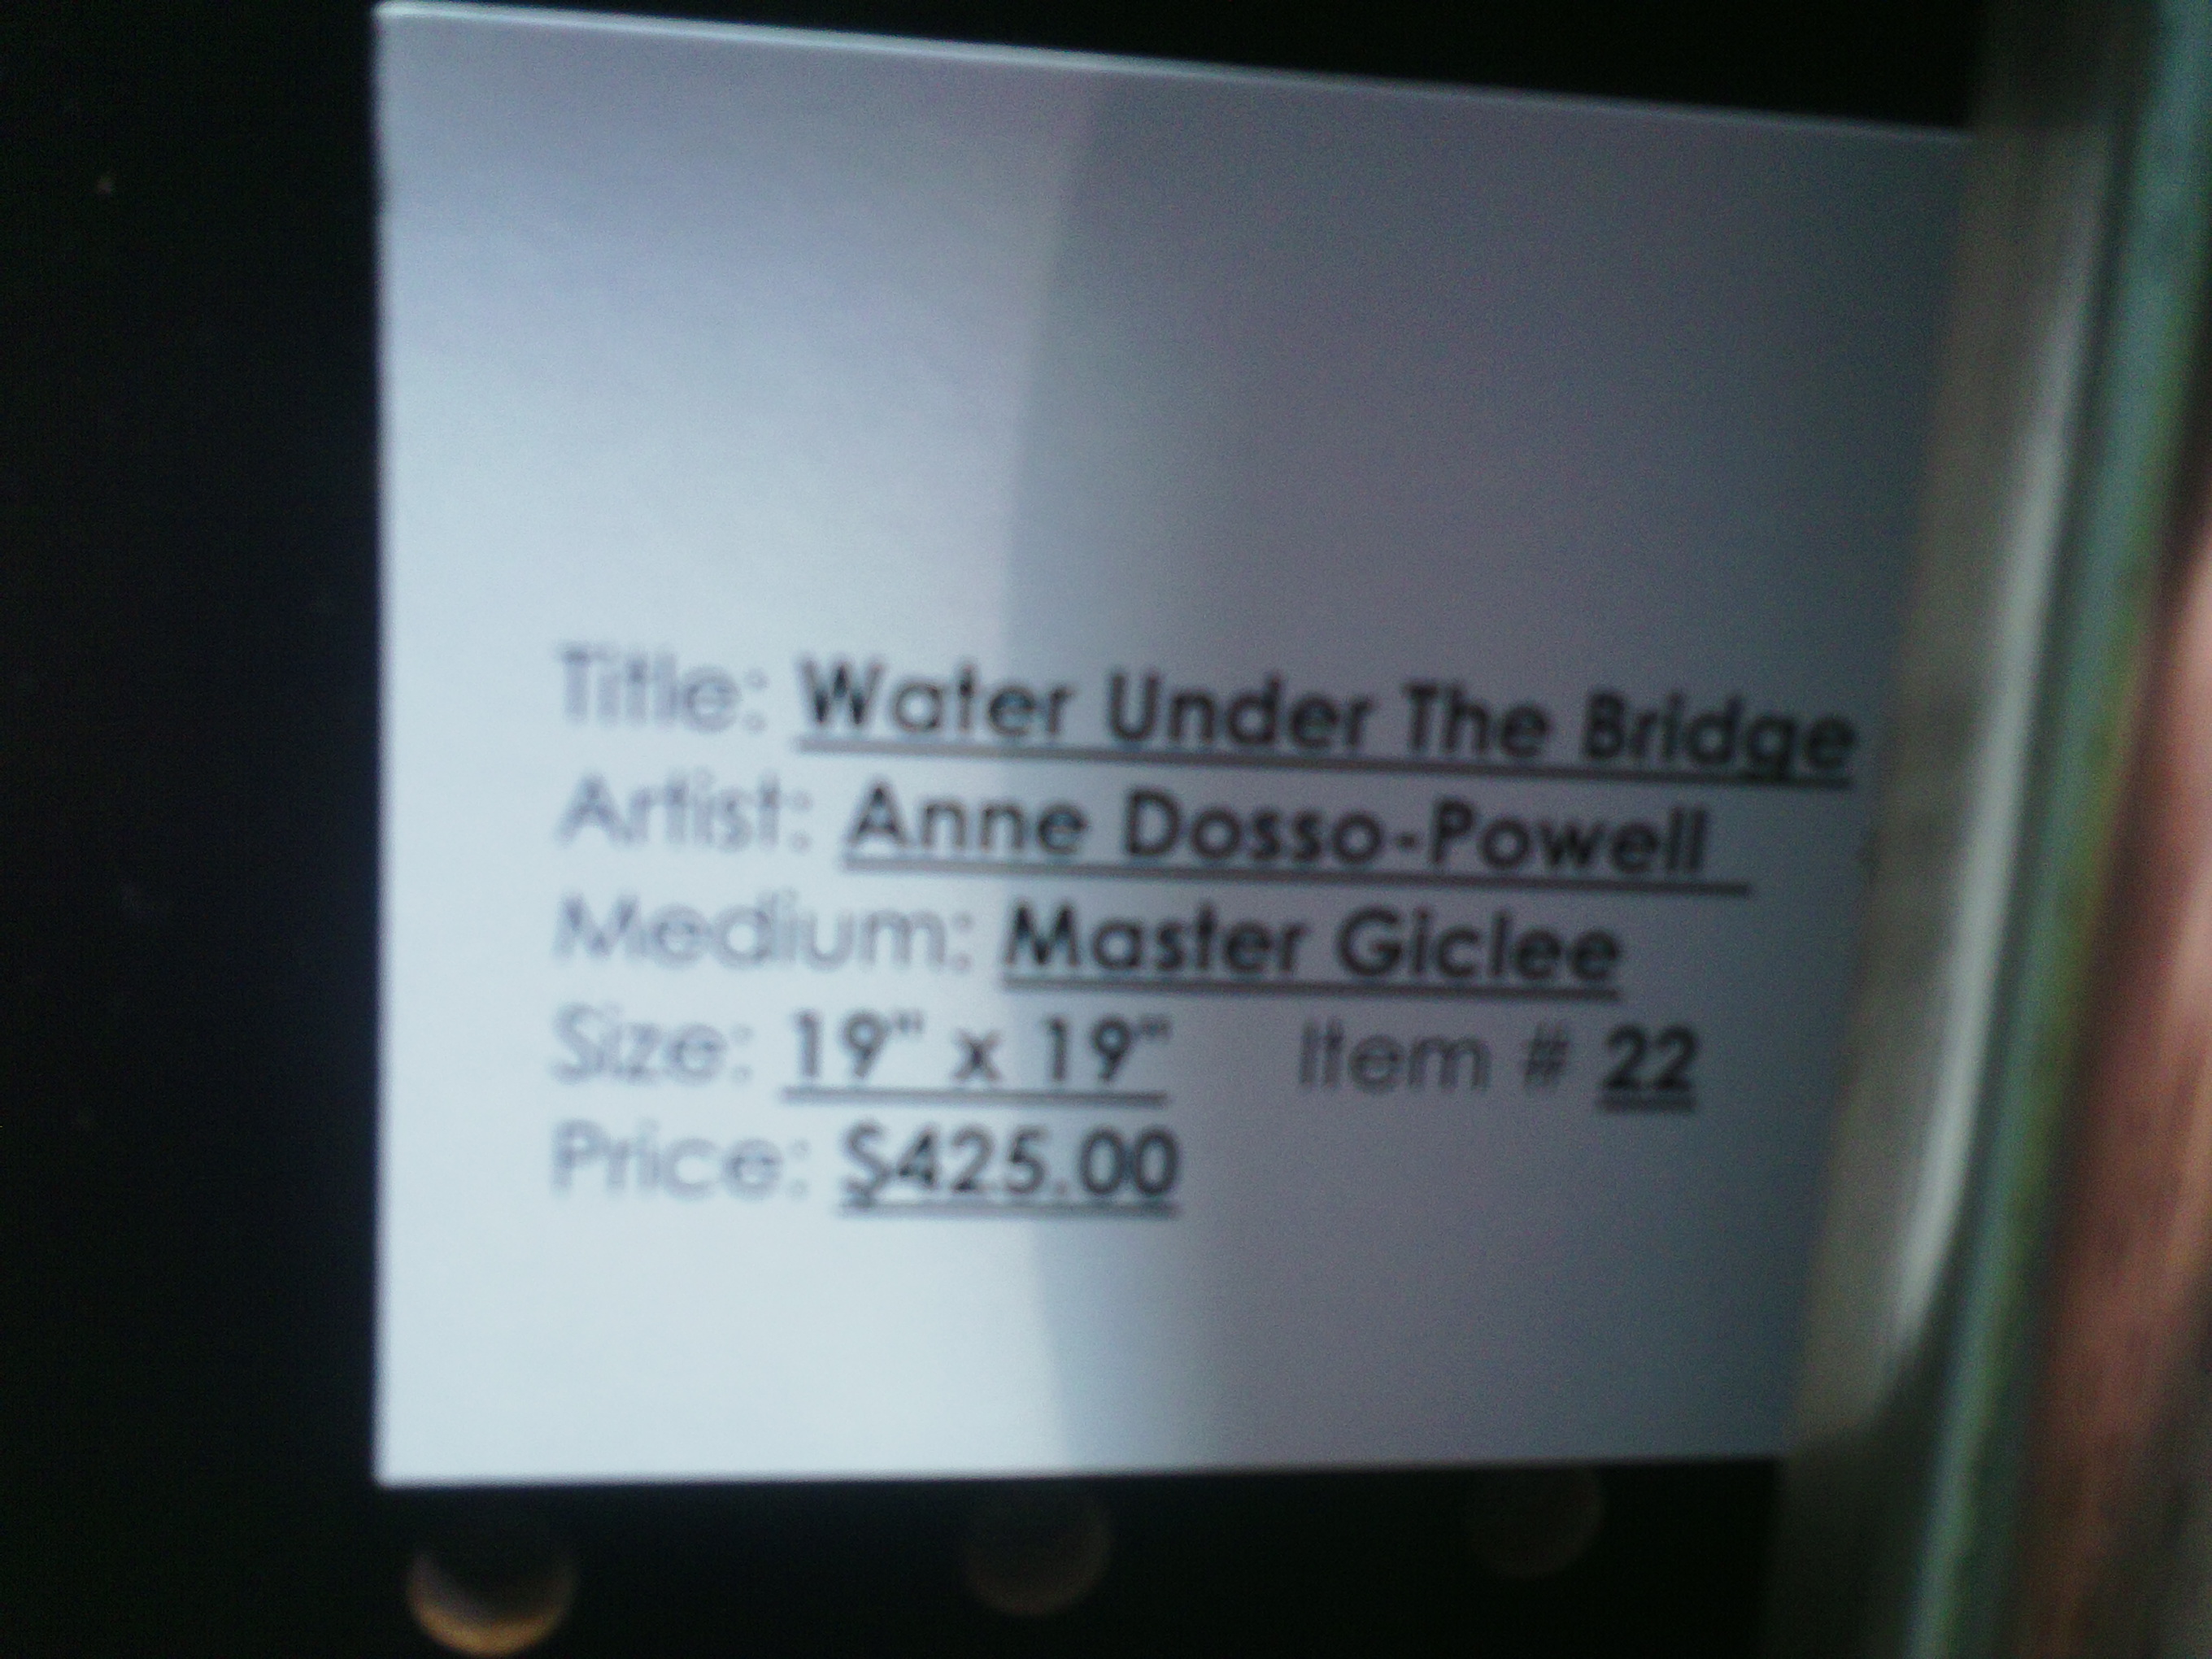 Title: Water Under The Bridge
Artist: Anne Dosso-Powell
Medium: Master Giclee
Size: 19" x 19" Item # 22
Price: $425.00